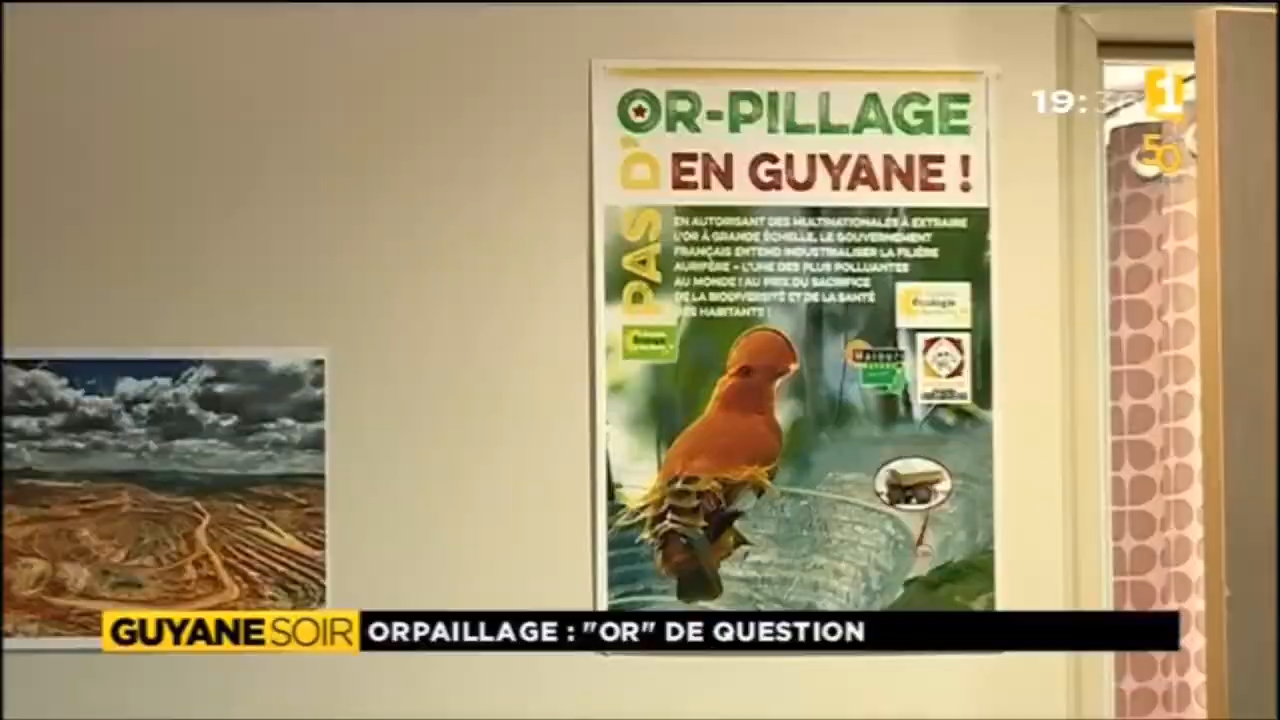 PAS D'OR-PILLAGE
EN GUYANE !
EN AUTORISANT DES MULTINATIONALES À EXTRAIRE
L'OR À GRANDE ÉCHELLE, LE GOUVERNEMENT
FRANÇAIS ENTEND INDUSTRIALISER LA FILIÈRE
AURIFÈRE - L'UNE DES PLUS POLLUANTES
AU MONDE ! AU PRIX DU SACRIFICE
DE LA BIODIVERSITÉ ET DE LA SANTÉ
DES HABITANTS !
écologie
19:
1
50
GUYANE SOIR
ORPAILLAGE : "OR" DE QUESTION